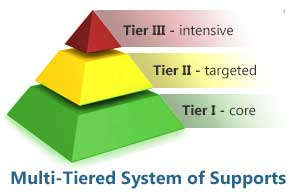 Tier III - intensive
Tier II - targeted
Tier I - core
Multi-Tiered System of Supports